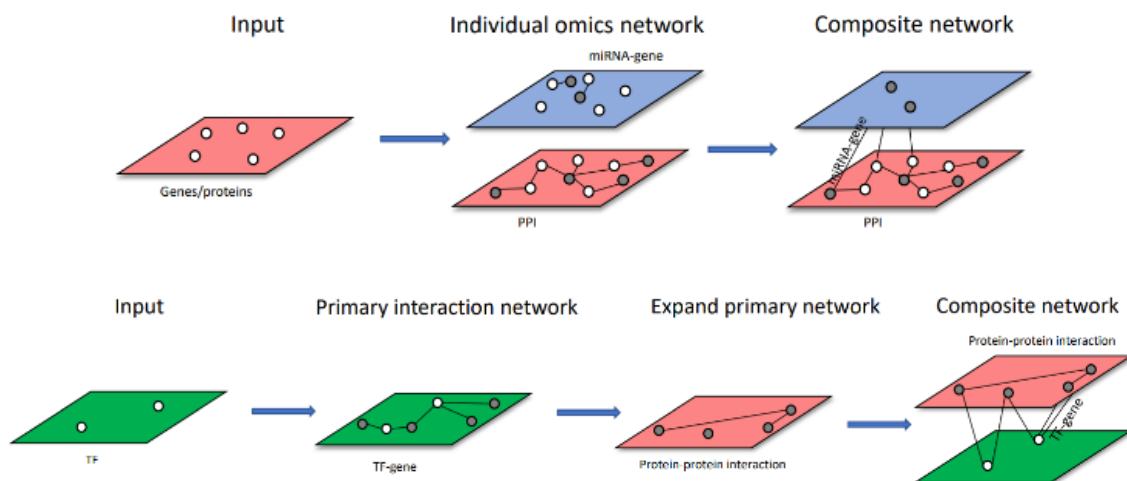 Input
Individual omics network
Composite network
miRNA-gene
miRNA-gene
Genes/proteins
PPI
PPI
Input
Primary interaction network
Expand primary network
Composite network
Protein-protein interaction
TF-gene
TF
TF-gene
Protein-protein interaction